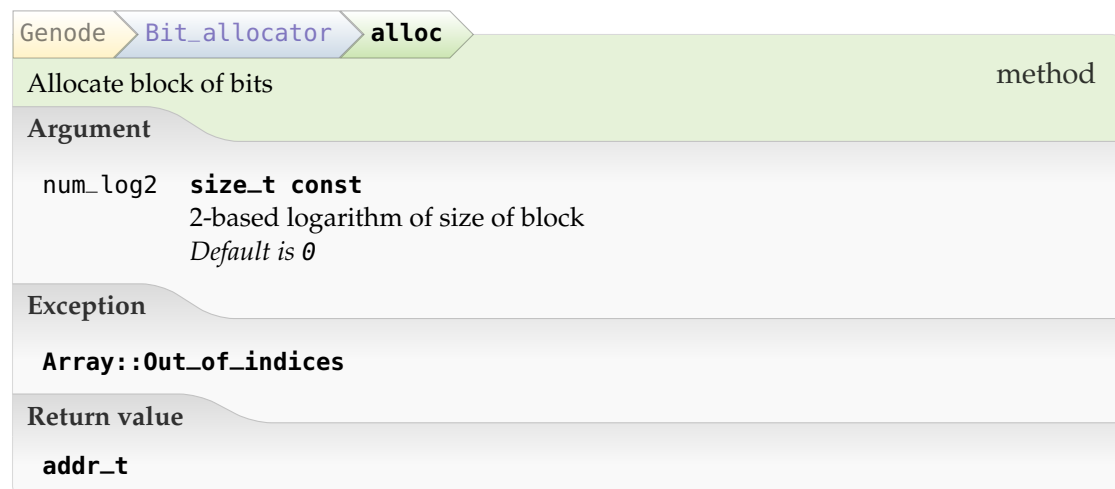 Genode Bit_allocator alloc
method
Allocate block of bits
Argument
num_log2 size_t const
2-based logarithm of size of block
Default is 0
Exception
Array::Out_of_indices
Return value
addr_t